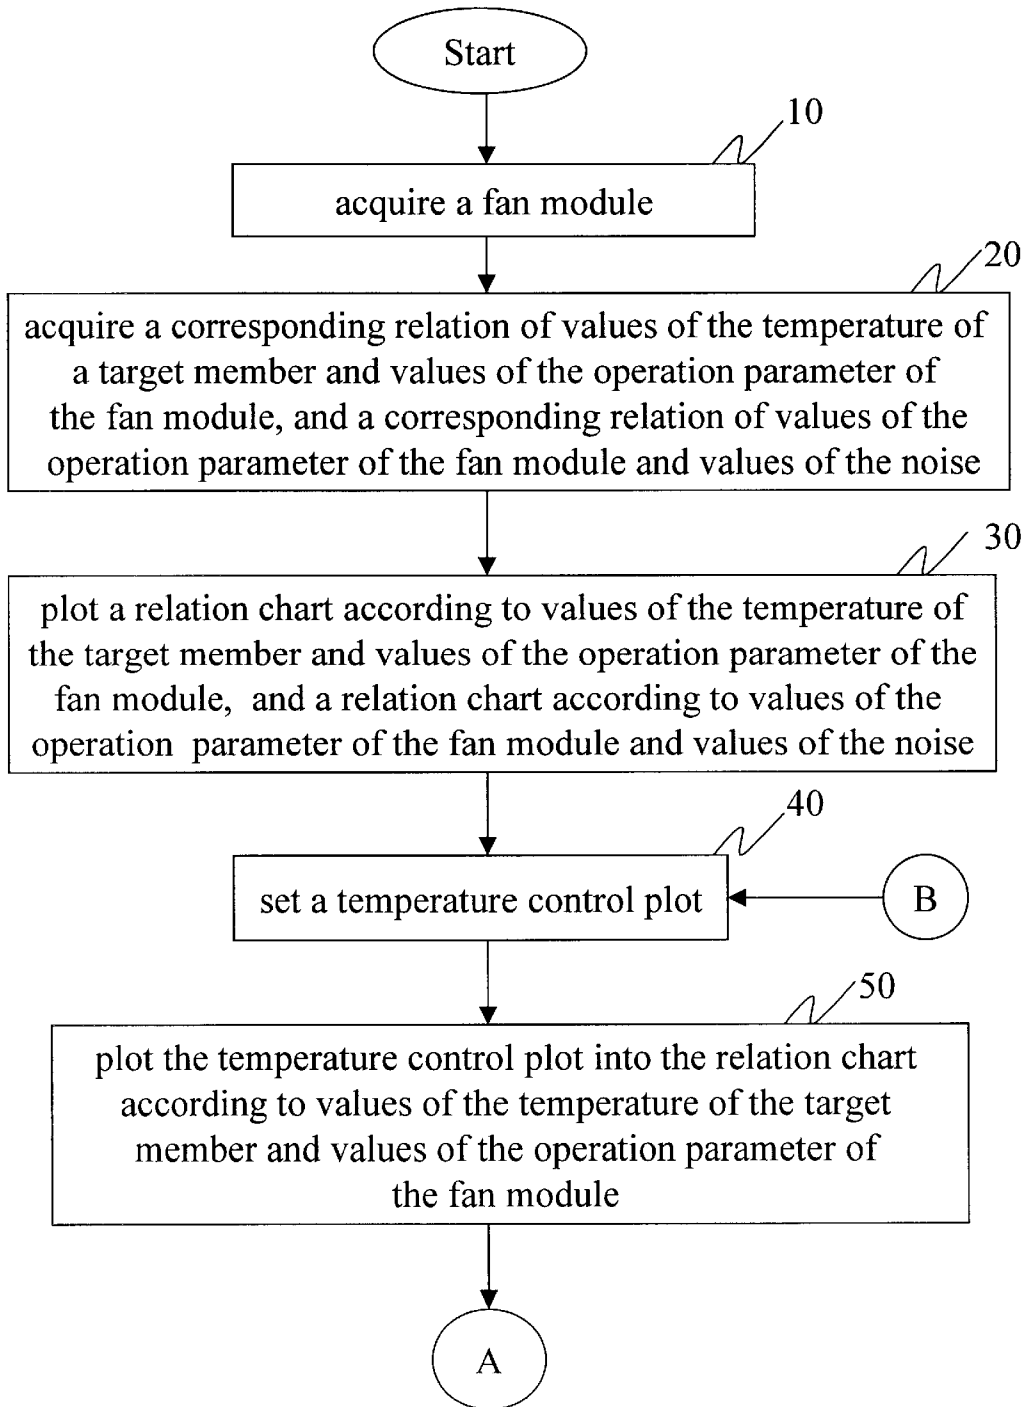 Start
10
acquire a fan module
20
acquire a corresponding relation of values of the temperature of
a target member and values of the operation parameter of
the fan module, and a corresponding relation of values of the
operation parameter of the fan module and values of the noise
30
plot a relation chart according to values of the temperature of
the target member and values of the operation parameter of the
fan module, and a relation chart according to values of the
operation parameter of the fan module and values of the noise
40
set a temperature control plot
B
50
plot the temperature control plot into the relation chart
according to values of the temperature of the target
member and values of the operation parameter of
the fan module
A